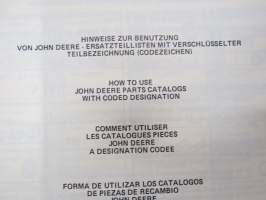 HINWEISE ZUR BENUTZUNG
VON JOHN DEERE - ERSATZTEILLISTEN MIT VERSCHLÜSSELTER
TEILBEZEICHNUNG (CODEZEICHEN)
HOW TO USE
JOHN DEERE PARTS CATALOGS
WITH CODED DESIGNATION
COMMENT UTILISER
LES CATALOGUES PIECES
JOHN DEERE
A DESIGNATION CODEE
FORMA DE UTILIZAR LOS CATALOGOS
DE PIEZAS DE RECAMBIO
JOHN DEERE